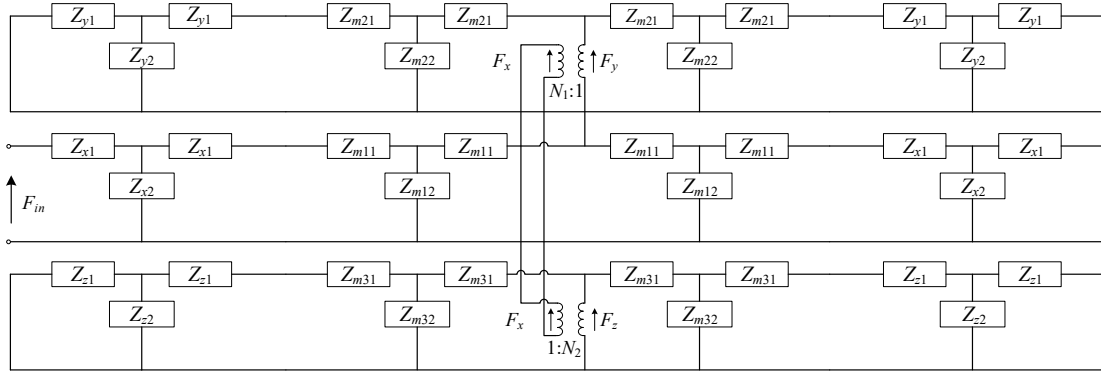 Zy1 Zy1 Zm21 Zm21 Zm21 Zm21 Zy1 Zy1
Zy2 Zm22 Fx Fy Zm22 Zy2
N1:1
Zx1 Zx1 Zm11 Zm11 Zm11 Zm11 Zx1 Zx1
Zx2 Zm12 Zm12 Zx2
Fin
Zz1 Zz1 Zm31 Zm31 Zm31 Zm31 Zz1 Zz1
Zz2 Zm32 Fx Fz Zm32 Zz2
1:N2